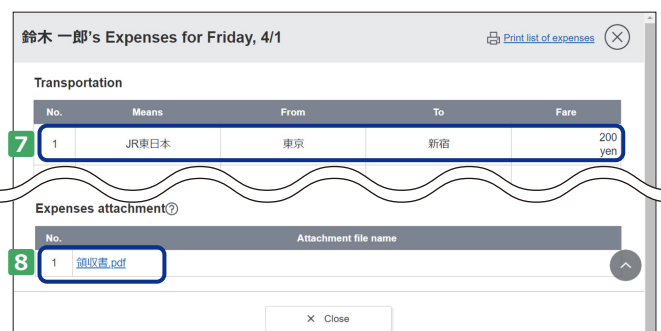 鈴木 一郎's Expenses for Friday, 4/1
Print list of expenses
Transportation
No. Means From To Fare
7
1 JR東日本 東京 新宿 200
yen
Expenses attachment?
No. Attachment file name
8
1 領収書.pdf
× Close